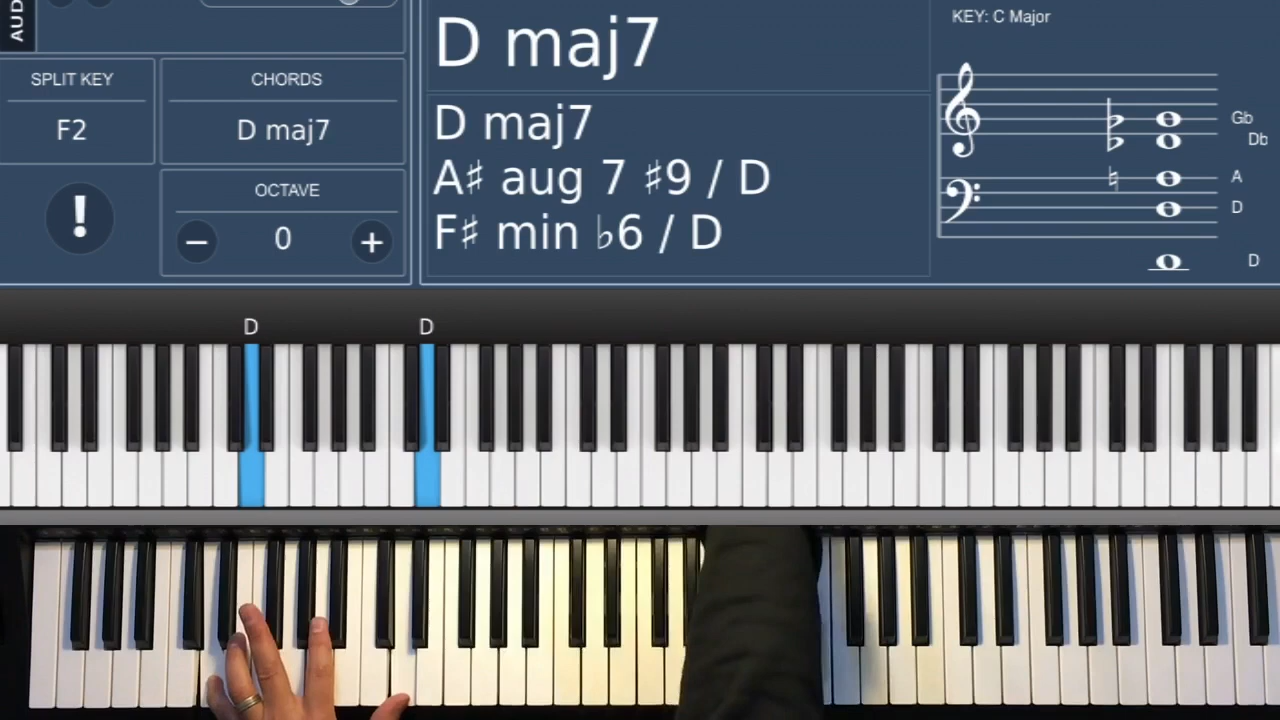 AUD
KEY: C Major
D maj7
SPLIT KEY
CHORDS
F2
D maj7
D maj7
A♯ aug 7 ♯9 / D
F♯ min ♭6 / D
OCTAVE
!
− 0 +
Gb
Db
A
D
D
D
D